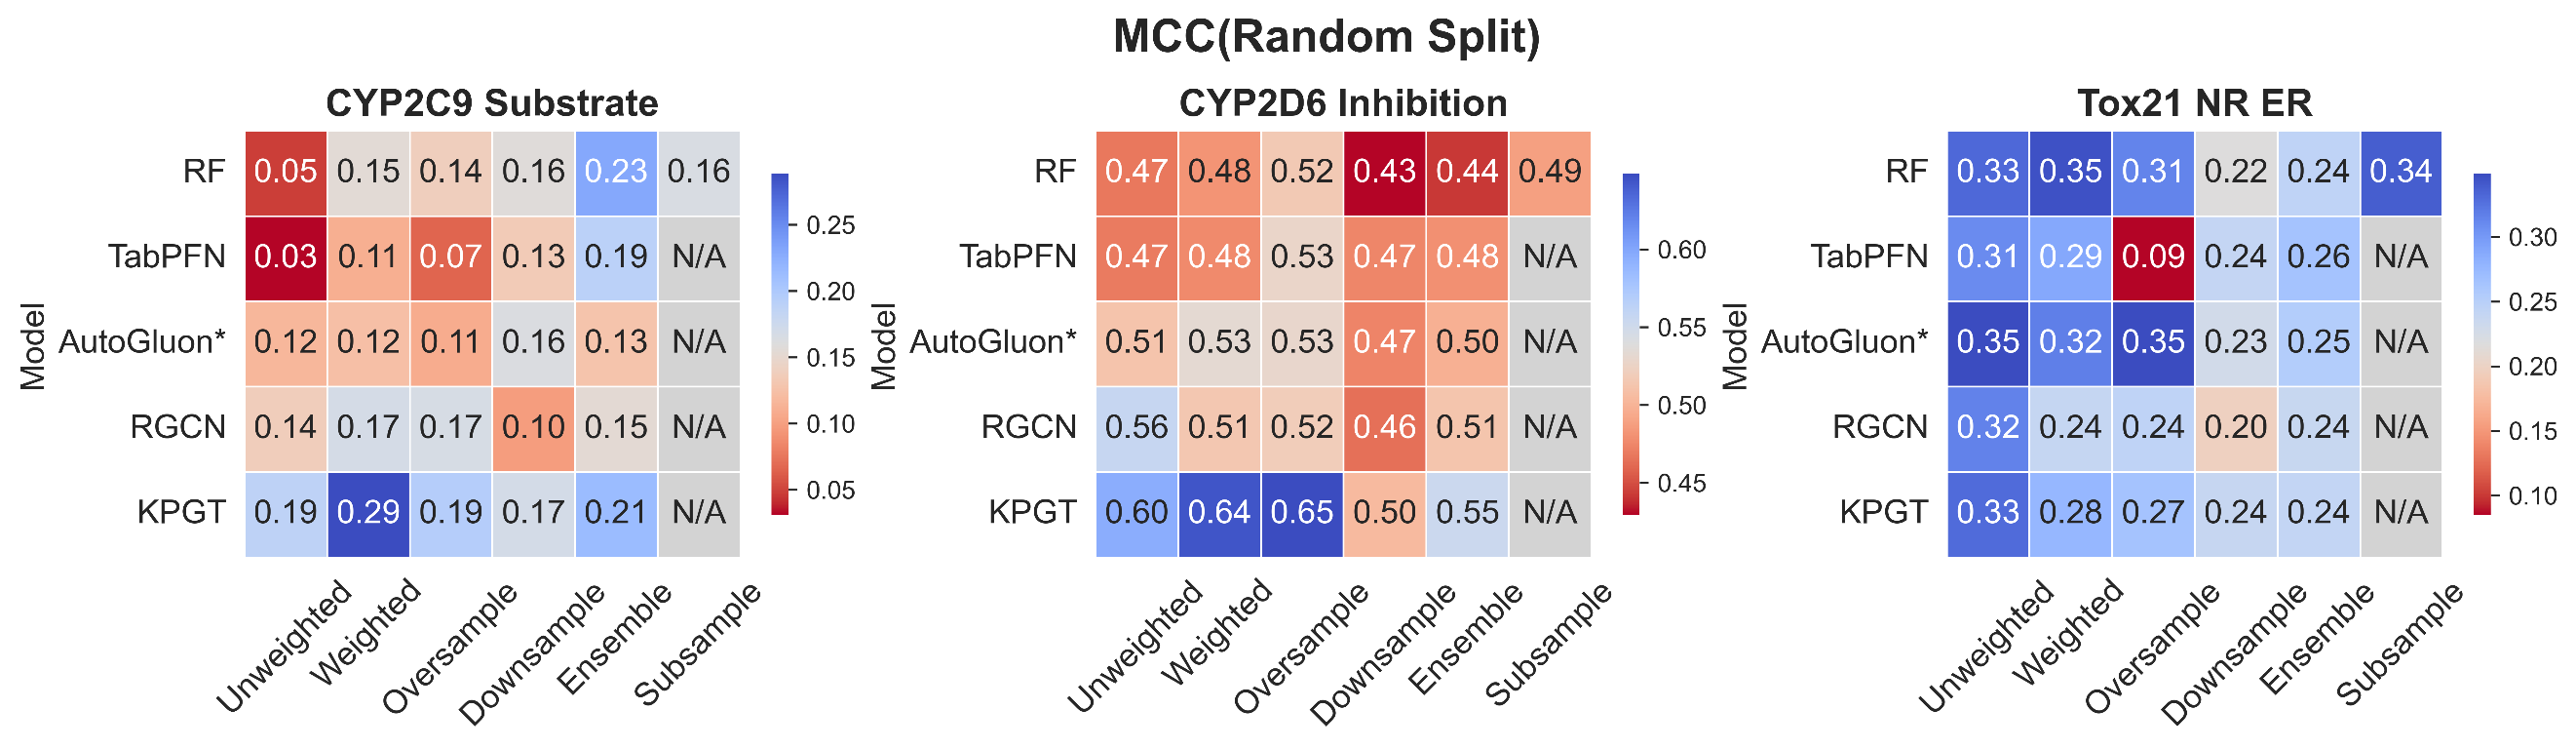 MCC(Random Split)
CYP2C9 Substrate
Model
RF 0.05 0.15 0.14 0.16 0.23 0.16
TabPFN 0.03 0.11 0.07 0.13 0.19 N/A
AutoGluon* 0.12 0.12 0.11 0.16 0.13 N/A
RGCN 0.14 0.17 0.17 0.10 0.15 N/A
KPGT 0.19 0.29 0.19 0.17 0.21 N/A
Unweighted Weighted Oversample Downsample Ensemble Subsample
0.25
0.20
0.15
0.10
0.05
CYP2D6 Inhibition
Model
RF 0.47 0.48 0.52 0.43 0.44 0.49
TabPFN 0.47 0.48 0.53 0.47 0.48 N/A
AutoGluon* 0.51 0.53 0.53 0.47 0.50 N/A
RGCN 0.56 0.51 0.52 0.46 0.51 N/A
KPGT 0.60 0.64 0.65 0.50 0.55 N/A
Unweighted Weighted Oversample Downsample Ensemble Subsample
0.60
0.55
0.50
0.45
Tox21 NR ER
Model
RF 0.33 0.35 0.31 0.22 0.24 0.34
TabPFN 0.31 0.29 0.09 0.24 0.26 N/A
AutoGluon* 0.35 0.32 0.35 0.23 0.25 N/A
RGCN 0.32 0.24 0.24 0.20 0.24 N/A
KPGT 0.33 0.28 0.27 0.24 0.24 N/A
Unweighted Weighted Oversample Downsample Ensemble Subsample
0.30
0.25
0.20
0.15
0.10